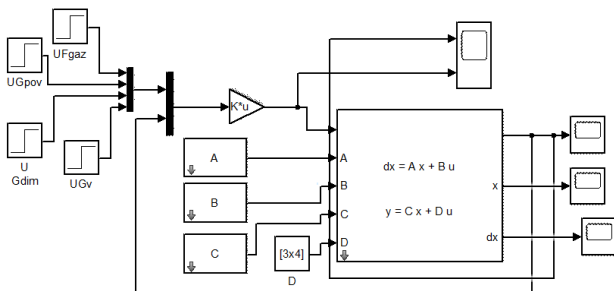 UFgaz
UGpov
U
Gdim
UGv
K*u
A
B
C
[3x4]
D
A
B
C
D
dx = A x + B u
y = C x + D u
x
dx